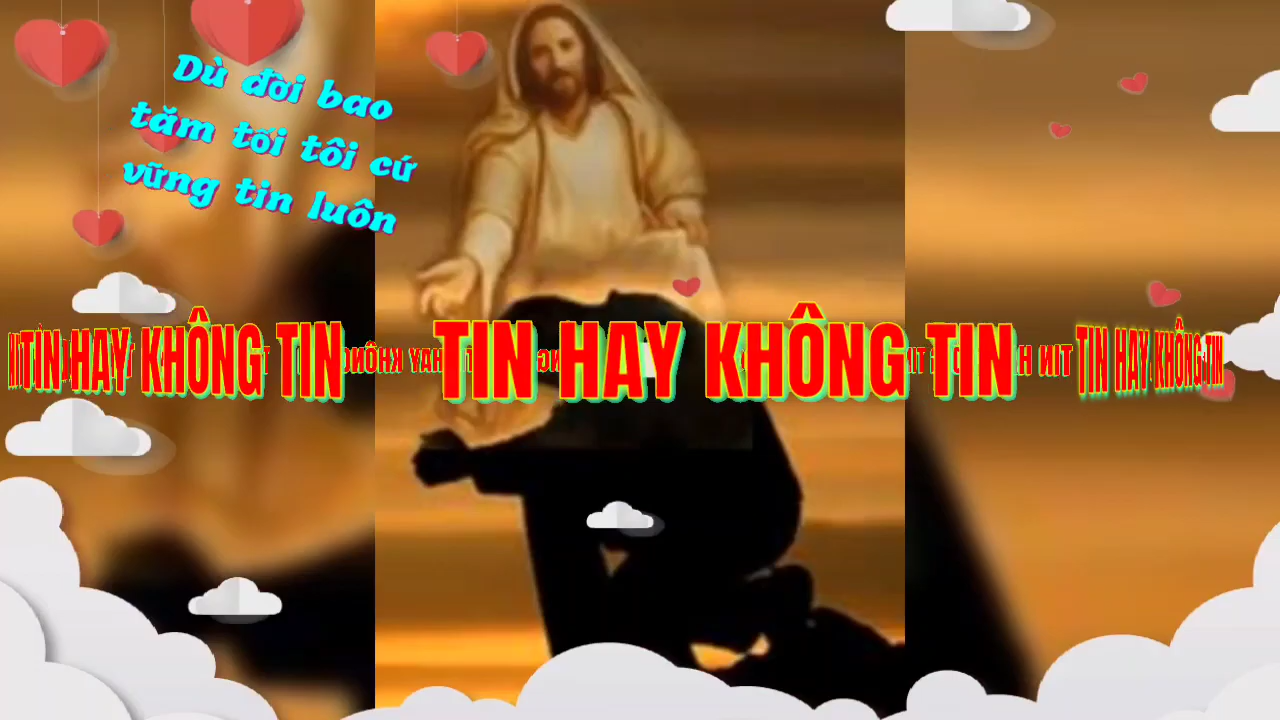 Dù đời bao
tăm tối tôi cứ
vững tin luôn
TIN HAY KHÔNG TIN TIN HAY KHÔNG TIN TIN HAY KHÔNG TIN